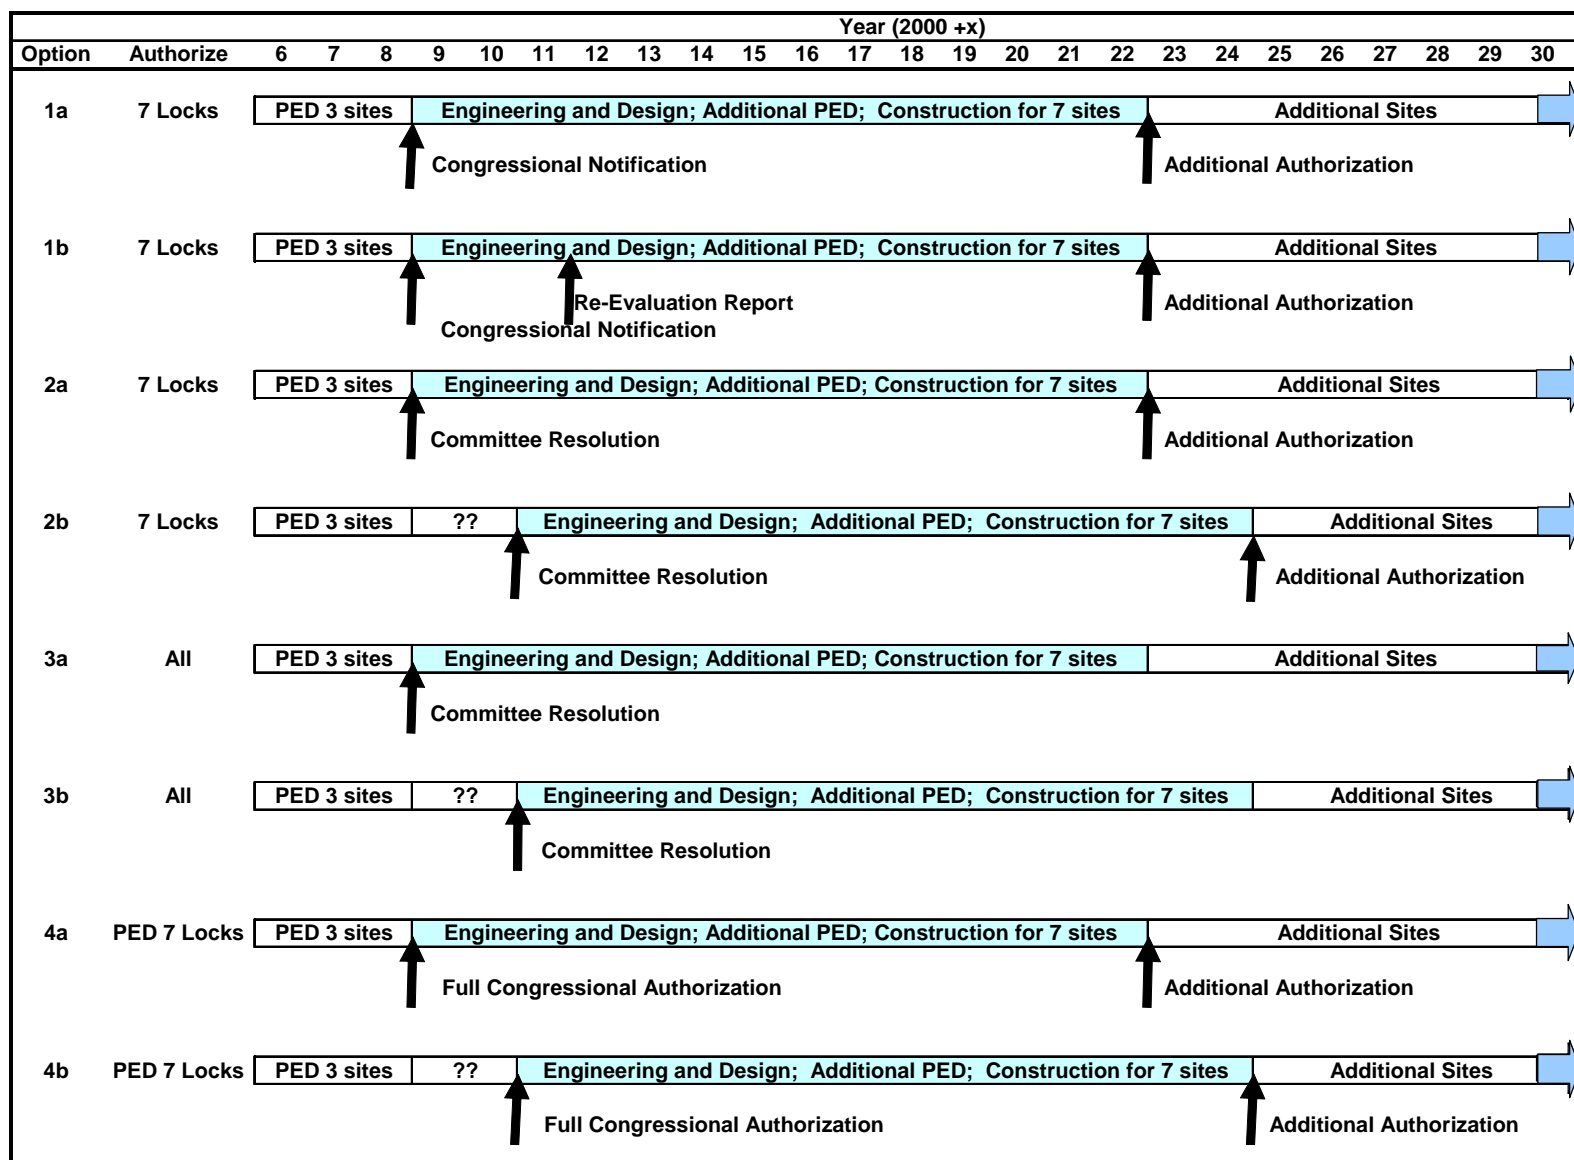 Year (2000 +x)
Option Authorize 6 7 8 9 10 11 12 13 14 15 16 17 18 19 20 21 22 23 24 25 26 27 28 29 30
1a 7 Locks PED 3 sites Engineering and Design; Additional PED; Construction for 7 sites Additional Sites
Congressional Notification Additional Authorization
1b 7 Locks PED 3 sites Engineering and Design; Additional PED; Construction for 7 sites Additional Sites
Re-Evaluation Report Additional Authorization
Congressional Notification
2a 7 Locks PED 3 sites Engineering and Design; Additional PED; Construction for 7 sites Additional Sites
Committee Resolution Additional Authorization
2b 7 Locks PED 3 sites ?? Engineering and Design; Additional PED; Construction for 7 sites Additional Sites
Committee Resolution Additional Authorization
3a All PED 3 sites Engineering and Design; Additional PED; Construction for 7 sites Additional Sites
Committee Resolution
3b All PED 3 sites ?? Engineering and Design; Additional PED; Construction for 7 sites Additional Sites
Committee Resolution
4a PED 7 Locks PED 3 sites Engineering and Design; Additional PED; Construction for 7 sites Additional Sites
Full Congressional Authorization Additional Authorization
4b PED 7 Locks PED 3 sites ?? Engineering and Design; Additional PED; Construction for 7 sites Additional Sites
Full Congressional Authorization Additional Authorization